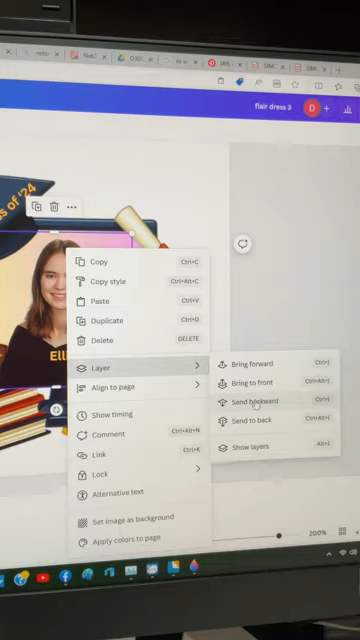 flair dress 3
D
+
s of '24
Copy Ctrl+C
Copy style Ctrl+Alt+C
Paste Ctrl+V
Duplicate Ctrl+D
Delete DELETE
Layer
Bring forward Ctrl+]
Align to page
Bring to front Ctrl+Alt+]
Send backward Ctrl+[
Send to back Ctrl+Alt+[
Show timing
Comment Ctrl+Alt+N
Show layers Alt+1
Link Ctrl+K
Lock
Alternative text
Set image as background
Apply colors to page
Ell
200%